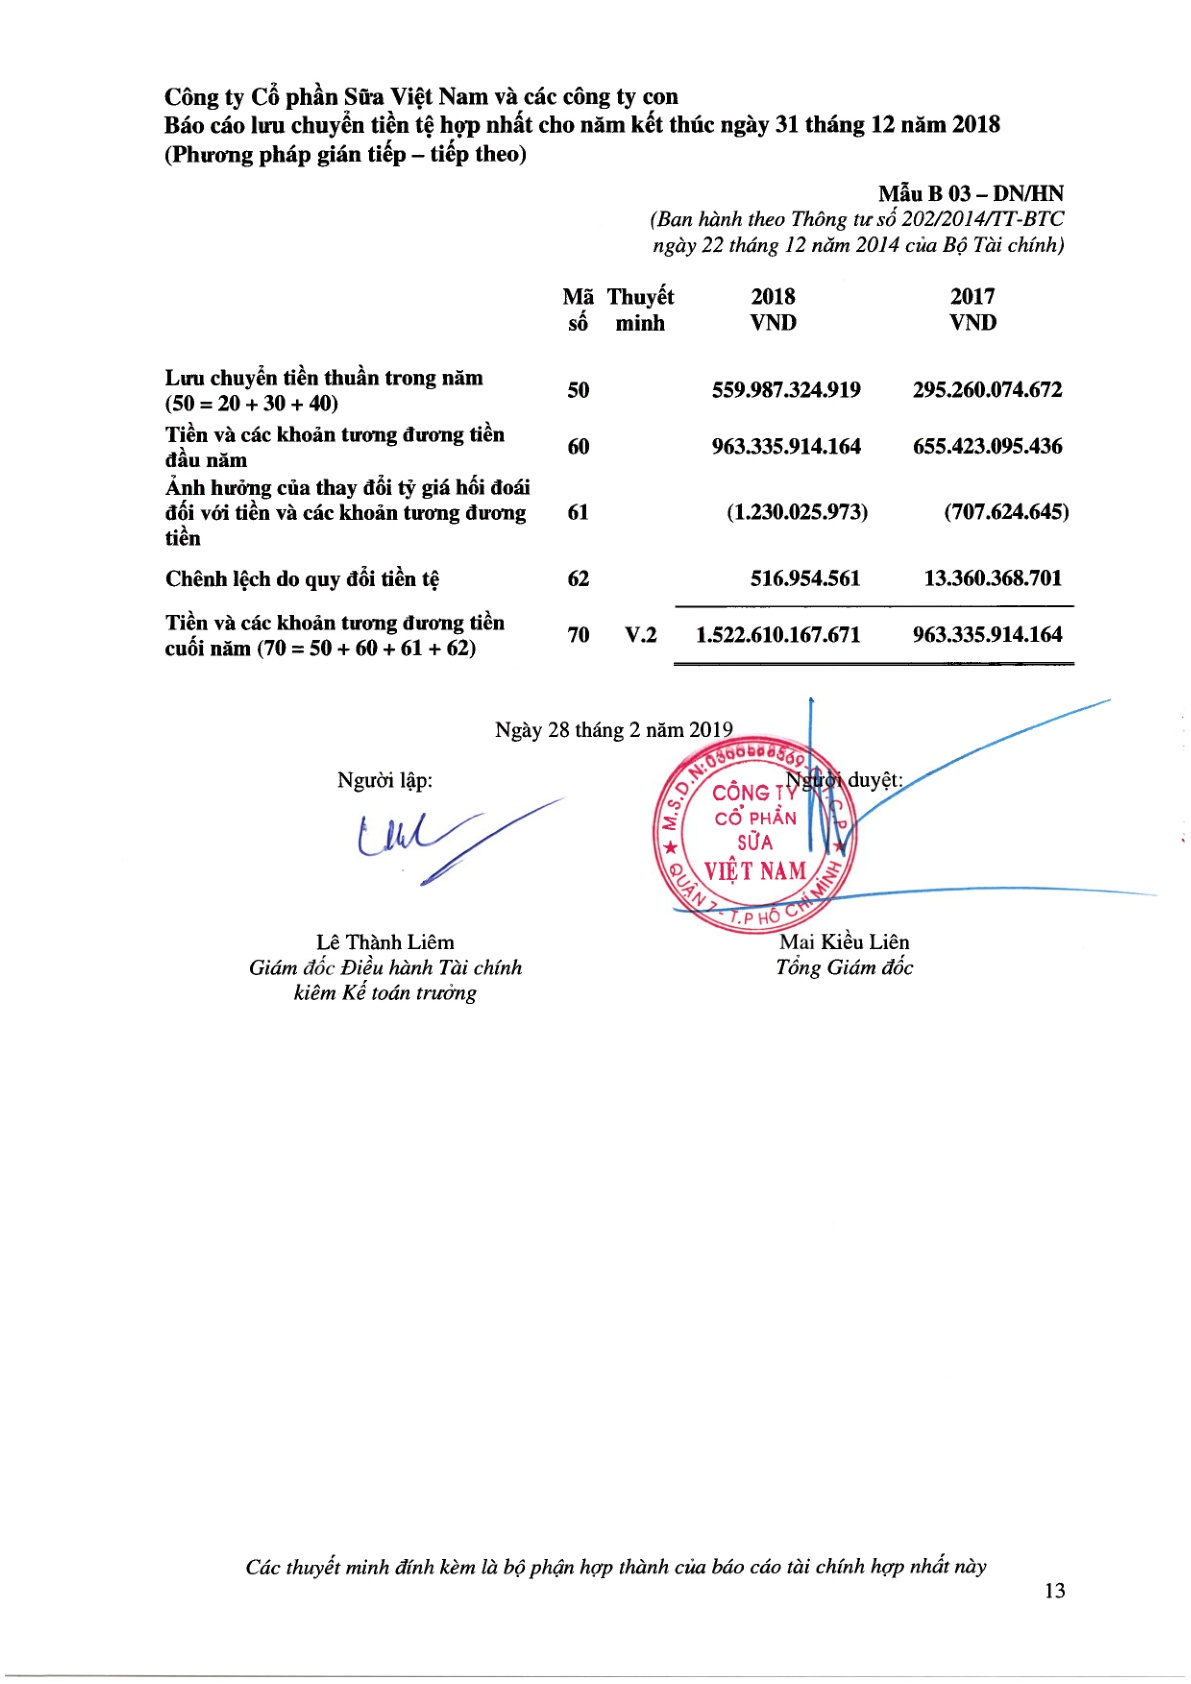 Công ty Cổ phần Sữa Việt Nam và các công ty con
Báo cáo lưu chuyển tiền tệ hợp nhất cho năm kết thúc ngày 31 tháng 12 năm 2018
(Phương pháp gián tiếp – tiếp theo)
Mẫu B 03 – DN/HN
(Ban hành theo Thông tư số 202/2014/TT-BTC
ngày 22 tháng 12 năm 2014 của Bộ Tài chính)
Mã Thuyết 2018 2017
số minh VND VND
Lưu chuyển tiền thuần trong năm
(50 = 20 + 30 + 40) 50 559.987.324.919 295.260.074.672
Tiền và các khoản tương đương tiền
đầu năm 60 963.335.914.164 655.423.095.436
Ảnh hưởng của thay đổi tỷ giá hối đoái
đối với tiền và các khoản tương đương 61 (1.230.025.973) (707.624.645)
tiền
Chênh lệch do quy đổi tiền tệ 62 516.954.561 13.360.368.701
Tiền và các khoản tương đương tiền
cuối năm (70 = 50 + 60 + 61 + 62) 70 V.2 1.522.610.167.671 963.335.914.164
Ngày 28 tháng 2 năm 2019
Người lập: Người duyệt:
M.S.D.N:
CÔNG TY
CỔ PHẦN
SỮA
VIỆT NAM
QUẬN 7 - T.P HỒ CHÍ MINH
Lê Thành Liêm Mai Kiều Liên
Giám đốc Điều hành Tài chính Tổng Giám đốc
kiêm Kế toán trưởng
Các thuyết minh đính kèm là bộ phận hợp thành của báo cáo tài chính hợp nhất này
13